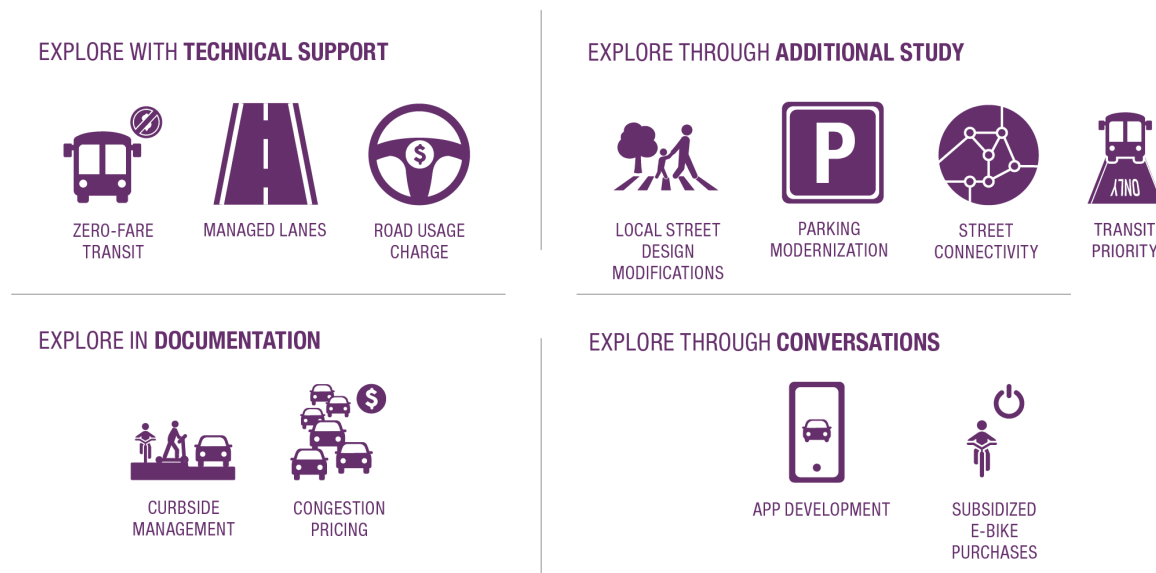 EXPLORE WITH TECHNICAL SUPPORT
ZERO-FARE
TRANSIT
MANAGED LANES
$
ROAD USAGE
CHARGE
EXPLORE THROUGH ADDITIONAL STUDY
LOCAL STREET
DESIGN
MODIFICATIONS
P
PARKING
MODERNIZATION
STREET
CONNECTIVITY
ONLY
TRANSIT
PRIORITY
EXPLORE IN DOCUMENTATION
CURBSIDE
MANAGEMENT
$
CONGESTION
PRICING
EXPLORE THROUGH CONVERSATIONS
APP DEVELOPMENT
SUBSIDIZED
E-BIKE
PURCHASES